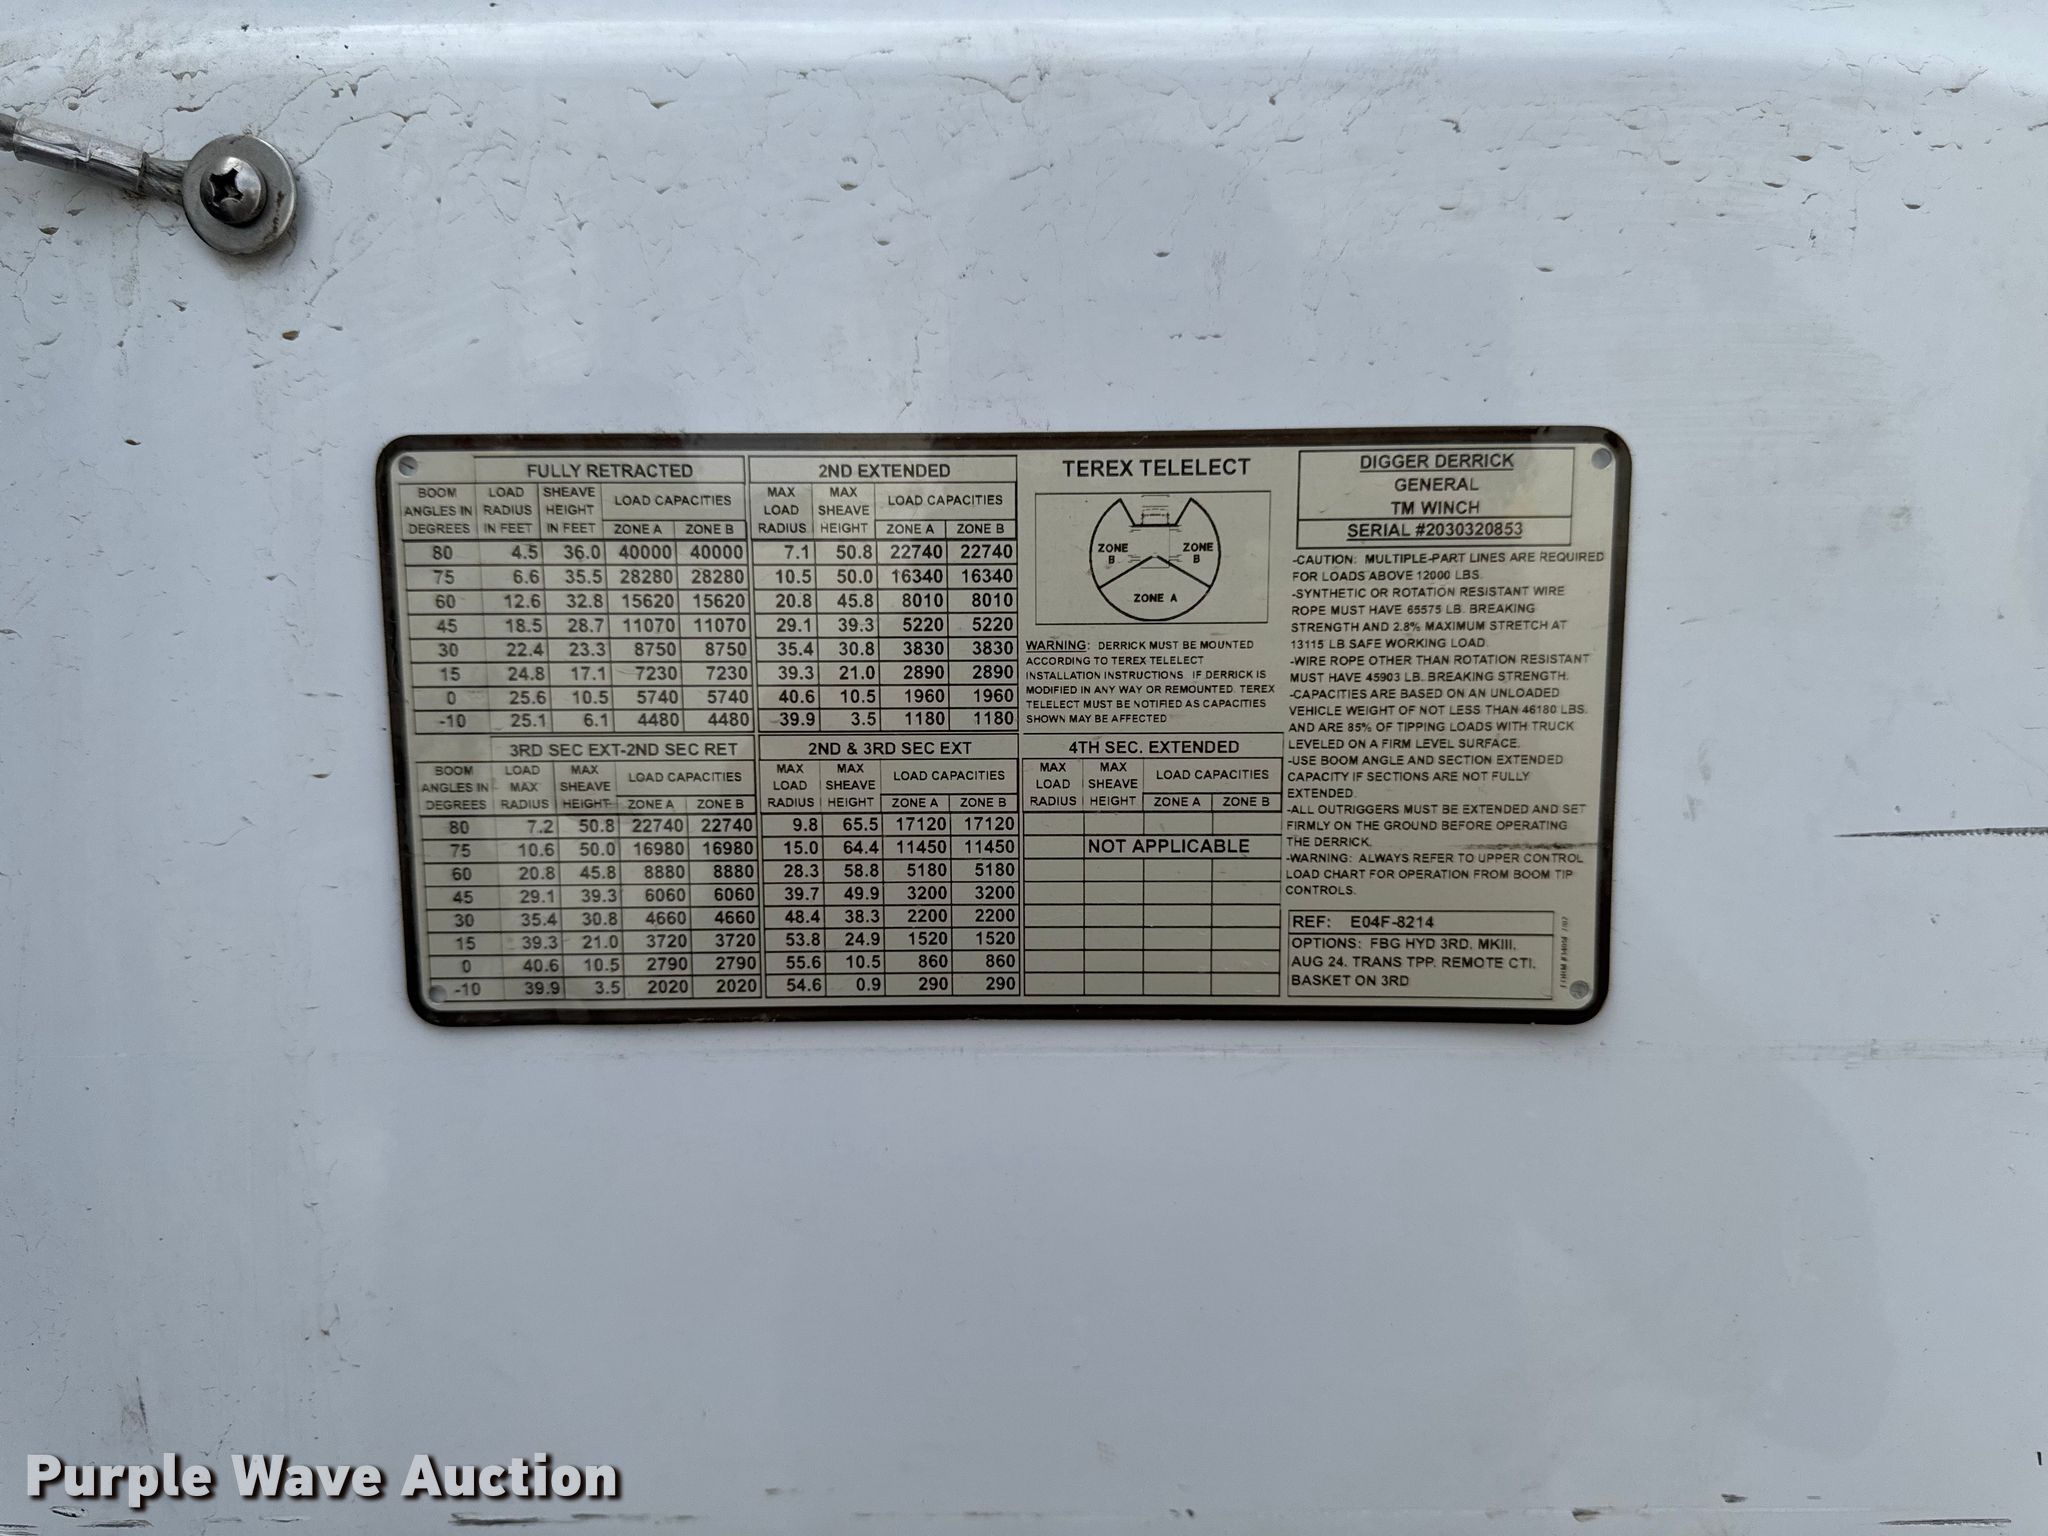 FULLY RETRACTED
BOOM ANGLES IN DEGREES | LOAD RADIUS IN FEET | SHEAVE HEIGHT IN FEET | LOAD CAPACITIES ZONE A | ZONE B
80 4.5 36.0 40000 40000
75 6.6 35.5 28280 28280
60 12.6 32.8 15620 15620
45 18.5 28.7 11070 11070
30 22.4 23.3 8750 8750
15 24.8 17.1 7230 7230
0 25.6 10.5 5740 5740
-10 25.1 6.1 4480 4480
2ND EXTENDED
MAX LOAD RADIUS | MAX SHEAVE HEIGHT | LOAD CAPACITIES ZONE A | ZONE B
7.1 50.8 22740 22740
10.5 50.0 16340 16340
20.8 45.8 8010 8010
29.1 39.3 5220 5220
35.4 30.8 3830 3830
39.3 21.0 2890 2890
40.6 10.5 1960 1960
39.9 3.5 1180 1180
3RD SEC EXT-2ND SEC RET
BOOM ANGLES IN DEGREES | LOAD MAX RADIUS | MAX SHEAVE HEIGHT | LOAD CAPACITIES ZONE A | ZONE B
80 7.2 50.8 22740 22740
75 10.6 50.0 16980 16980
60 20.8 45.8 8880 8880
45 29.1 39.3 6060 6060
30 35.4 30.8 4660 4660
15 39.3 21.0 3720 3720
0 40.6 10.5 2790 2790
-10 39.9 3.5 2020 2020
2ND & 3RD SEC EXT
MAX LOAD RADIUS | MAX SHEAVE HEIGHT | LOAD CAPACITIES ZONE A | ZONE B
9.8 65.5 17120 17120
15.0 64.4 11450 11450
28.3 58.8 5180 5180
39.7 49.9 3200 3200
48.4 38.3 2200 2200
53.8 24.9 1520 1520
55.6 10.5 860 860
54.6 0.9 290 290
TEREX TELELECT
ZONE B
ZONE B
ZONE A
WARNING: DERRICK MUST BE MOUNTED
ACCORDING TO TEREX TELELECT
INSTALLATION INSTRUCTIONS. IF DERRICK IS
MODIFIED IN ANY WAY OR REMOUNTED. TEREX
TELELECT MUST BE NOTIFIED AS CAPACITIES
SHOWN MAY BE AFFECTED
4TH SEC. EXTENDED
MAX LOAD RADIUS | MAX SHEAVE HEIGHT | LOAD CAPACITIES ZONE A | ZONE B
NOT APPLICABLE
DIGGER DERRICK
GENERAL
TM WINCH
SERIAL #2030320853
-CAUTION: MULTIPLE-PART LINES ARE REQUIRED
FOR LOADS ABOVE 12000 LBS.
-SYNTHETIC OR ROTATION RESISTANT WIRE
ROPE MUST HAVE 65575 LB. BREAKING
STRENGTH AND 2.8% MAXIMUM STRETCH AT
13115 LB SAFE WORKING LOAD.
-WIRE ROPE OTHER THAN ROTATION RESISTANT
MUST HAVE 45903 LB. BREAKING STRENGTH.
-CAPACITIES ARE BASED ON AN UNLOADED
VEHICLE WEIGHT OF NOT LESS THAN 46180 LBS.
AND ARE 85% OF TIPPING LOADS WITH TRUCK
LEVELED ON A FIRM LEVEL SURFACE.
-USE BOOM ANGLE AND SECTION EXTENDED
CAPACITY IF SECTIONS ARE NOT FULLY
EXTENDED.
-ALL OUTRIGGERS MUST BE EXTENDED AND SET
FIRMLY ON THE GROUND BEFORE OPERATING
THE DERRICK.
-WARNING: ALWAYS REFER TO UPPER CONTROL
LOAD CHART FOR OPERATION FROM BOOM TIP
CONTROLS.
REF: E04F-8214
OPTIONS: FBG HYD 3RD, MKIII,
AUG 24, TRANS TPP. REMOTE CTl.
BASKET ON 3RD
Purple Wave Auction